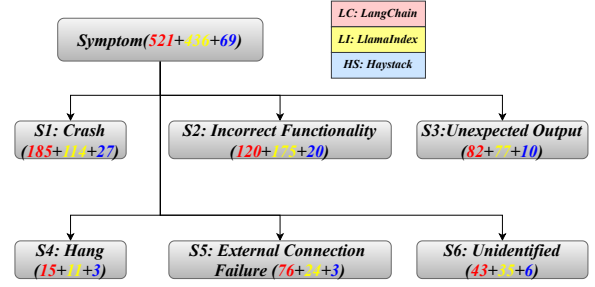 Symptom(521+436+69)
LC: LangChain
LI: LlamaIndex
HS: Haystack
S1: Crash
(185+114+27)
S2: Incorrect Functionality
(120+175+20)
S3:Unexpected Output
(82+77+10)
S4: Hang
(15+11+3)
S5: External Connection
Failure (76+24+3)
S6: Unidentified
(43+35+6)